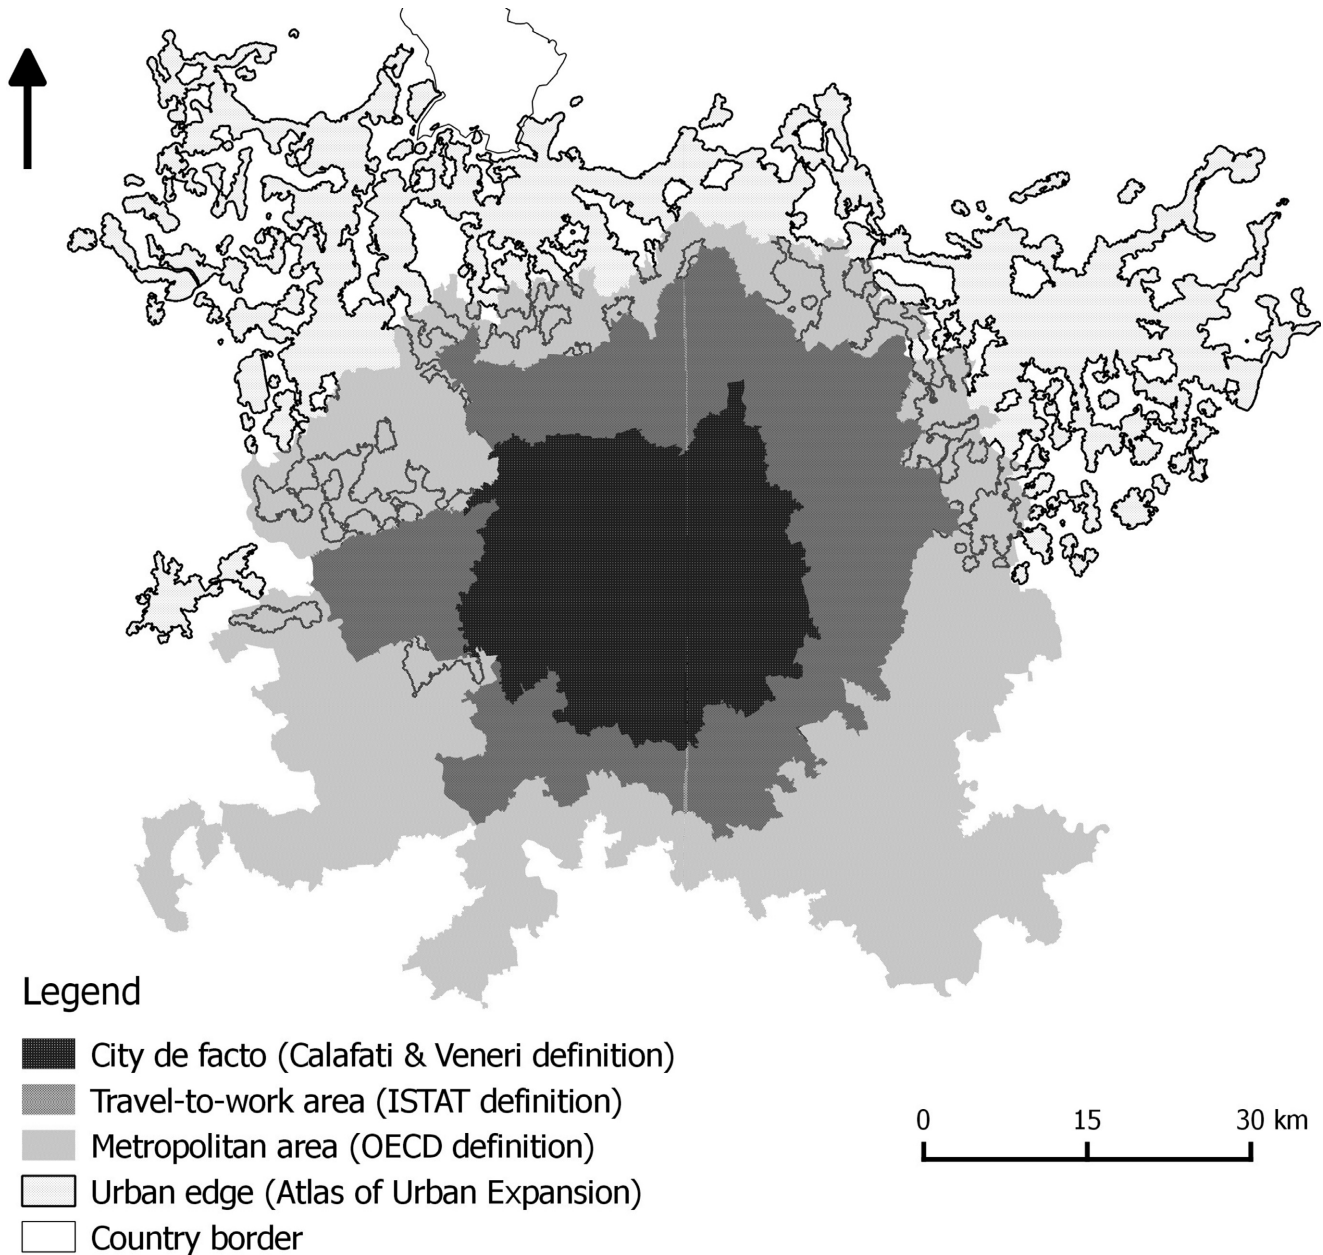 Legend
City de facto (Calafati & Veneri definition)
Travel-to-work area (ISTAT definition)
Metropolitan area (OECD definition)
Urban edge (Atlas of Urban Expansion)
Country border
0 15 30 km